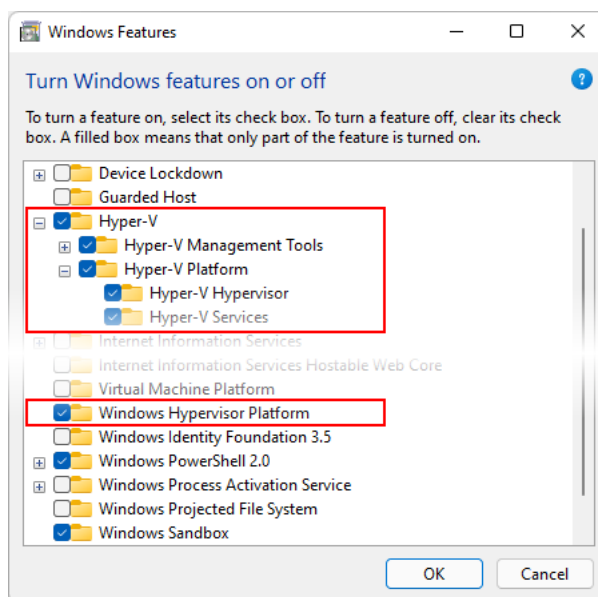 Windows Features
Turn Windows features on or off
?
To turn a feature on, select its check box. To turn a feature off, clear its check
box. A filled box means that only part of the feature is turned on.
Device Lockdown
Guarded Host
Hyper-V
Hyper-V Management Tools
Hyper-V Platform
Hyper-V Hypervisor
Hyper-V Services
Internet Information Services
Internet Information Services Hostable Web Core
Virtual Machine Platform
Windows Hypervisor Platform
Windows Identity Foundation 3.5
Windows PowerShell 2.0
Windows Process Activation Service
Windows Projected File System
Windows Sandbox
OK
Cancel